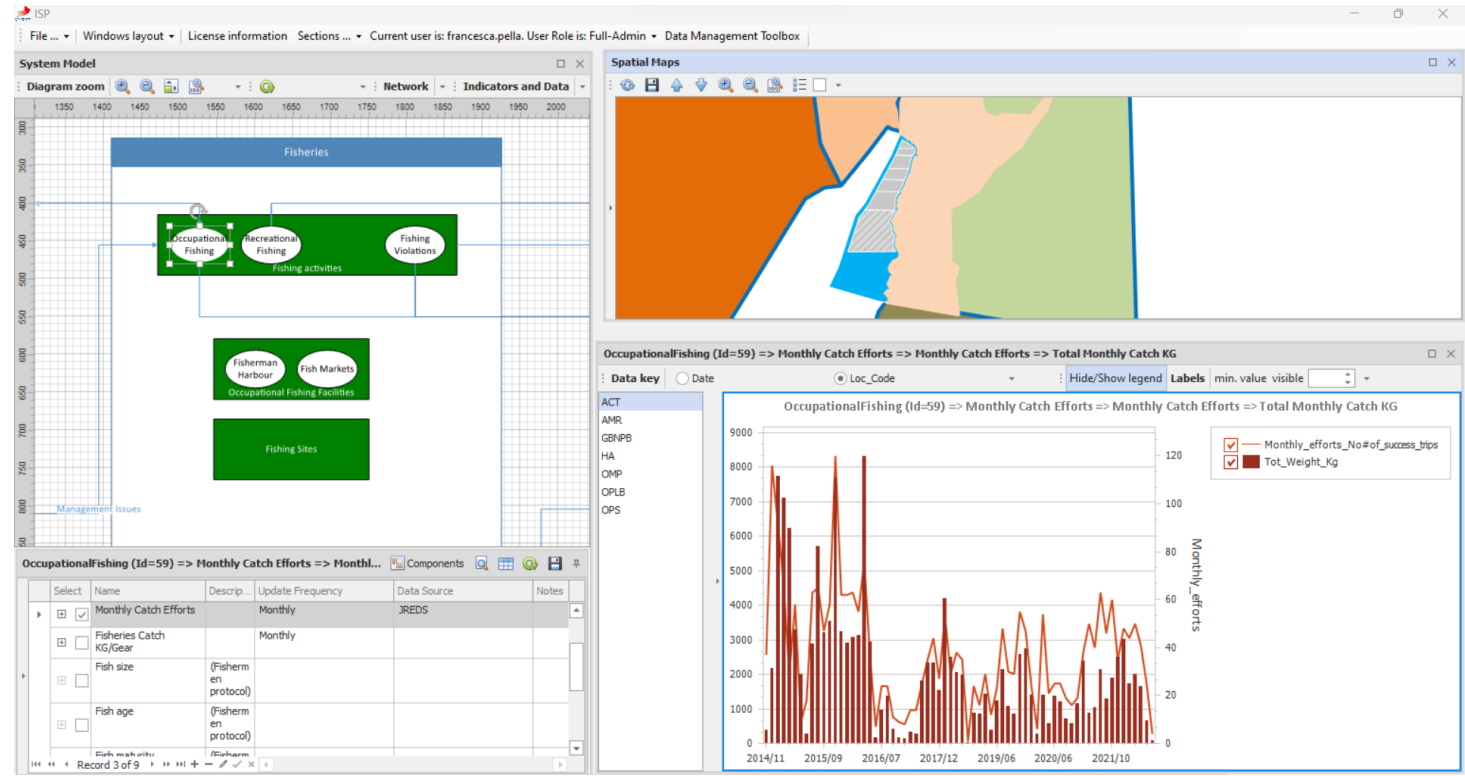 ISP
File ... Windows layout License information Sections ... Current user is: francesca.pella. User Role is: Full-Admin Data Management Toolbox
System Model
Diagram zoom Network Indicators and Data
1350 1400 1450 1500 1550 1600 1650 1700 1750 1800 1850 1900 1950 2000
300
350
400
450
500
550
600
650
700
750
800
Fisheries
Occupational Fishing
Recreational Fishing
Fishing Violations
Fishing activities
Fisherman Harbour
Fish Markets
Occupational Fishing Facilities
Fishing Sites
Management Issues
OccupationalFishing (Id=59) => Monthly Catch Efforts => Monthl... Components
Select Name Descrip... Update Frequency Data Source Notes
Monthly Catch Efforts Monthly JREDS
Fisheries Catch KG/Gear Monthly
Fish size (Fisherm en protocol)
Fish age (Fisherm en protocol)
Fish maturity (Fisherm
Record 3 of 9
Spatial Maps
OccupationalFishing (Id=59) => Monthly Catch Efforts => Monthly Catch Efforts => Total Monthly Catch KG
Data key Date Loc_Code Hide/Show legend Labels min. value visible
ACT
AMR
GBNPB
HA
OMP
OPLB
OPS
OccupationalFishing (Id=59) => Monthly Catch Efforts => Monthly Catch Efforts => Total Monthly Catch KG
9000
8000
7000
6000
5000
4000
3000
2000
1000
0
120
100
80
60
40
20
0
Monthly_efforts
2014/11 2015/09 2016/07 2017/12 2019/06 2020/06 2021/10
Monthly_efforts_No#of_success_trips
Tot_Weight_Kg